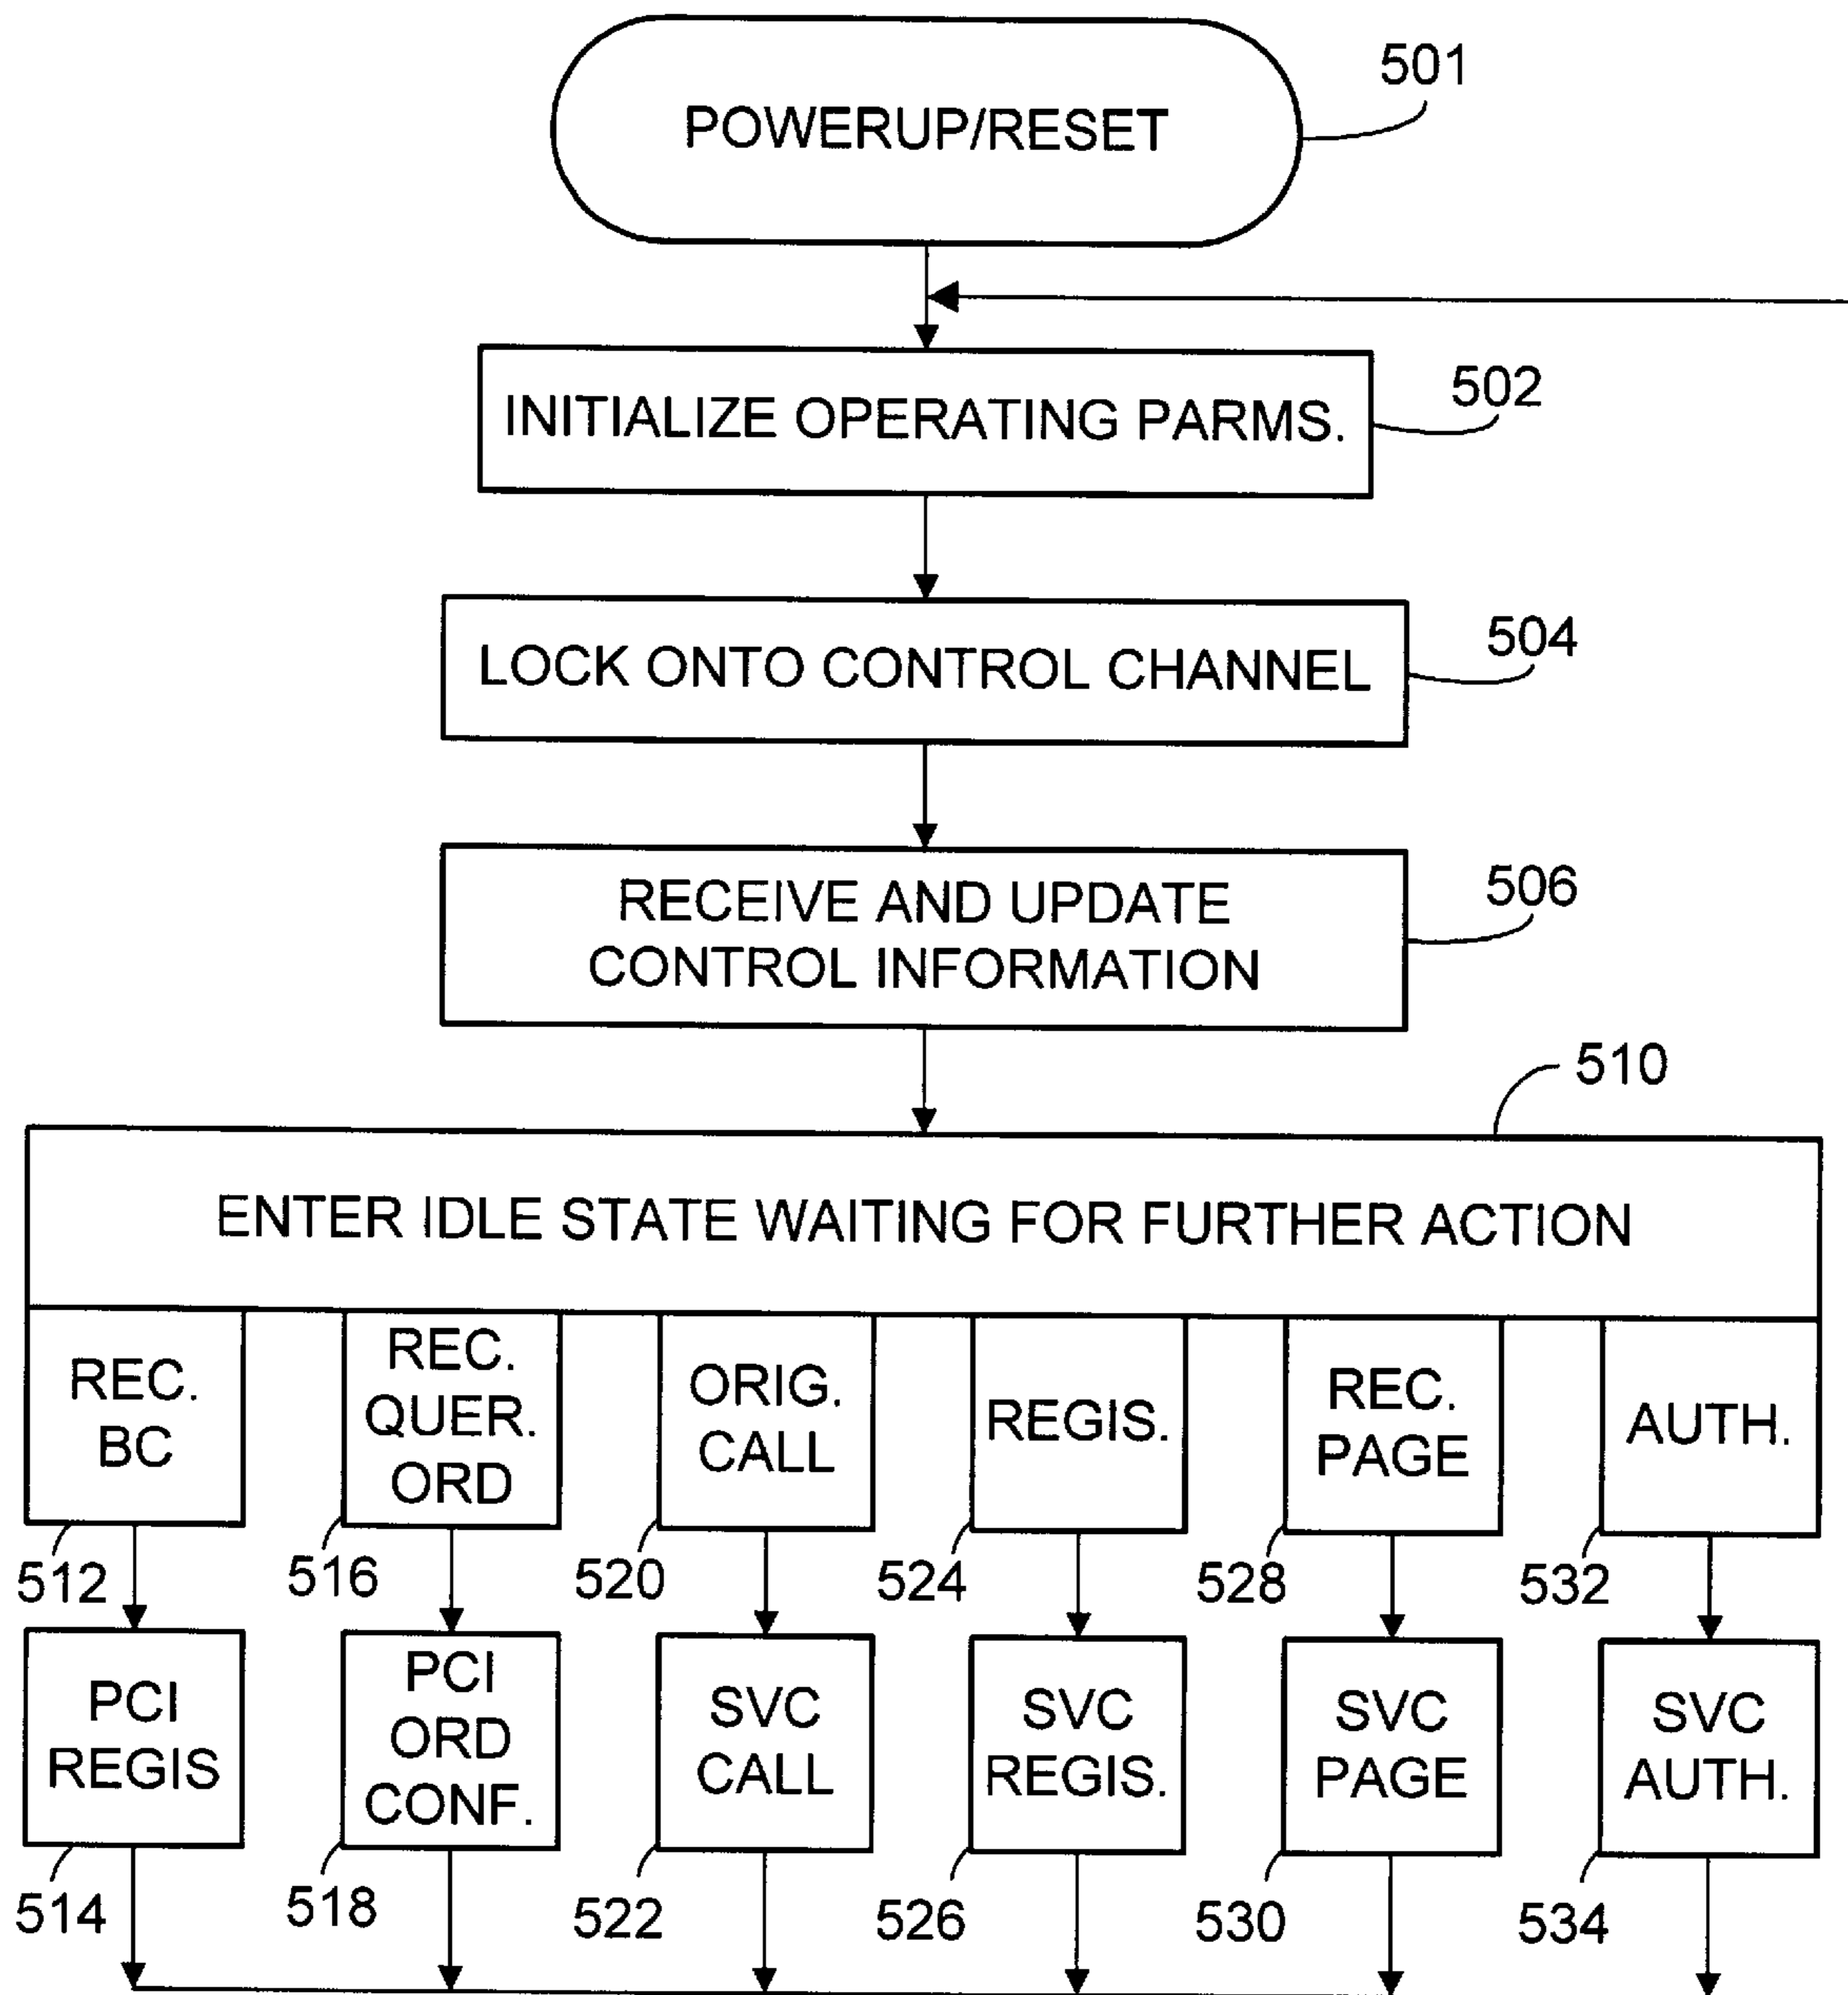 501
POWERUP/RESET
502
INITIALIZE OPERATING PARMS.
504
LOCK ONTO CONTROL CHANNEL
506
RECEIVE AND UPDATE
CONTROL INFORMATION
510
ENTER IDLE STATE WAITING FOR FURTHER ACTION
REC.
BC
REC.
QUER.
ORD
ORIG.
CALL
REGIS.
REC.
PAGE
AUTH.
512
516
520
524
528
532
PCI
REGIS
PCI
ORD
CONF.
SVC
CALL
SVC
REGIS.
SVC
PAGE
SVC
AUTH.
514
518
522
526
530
534